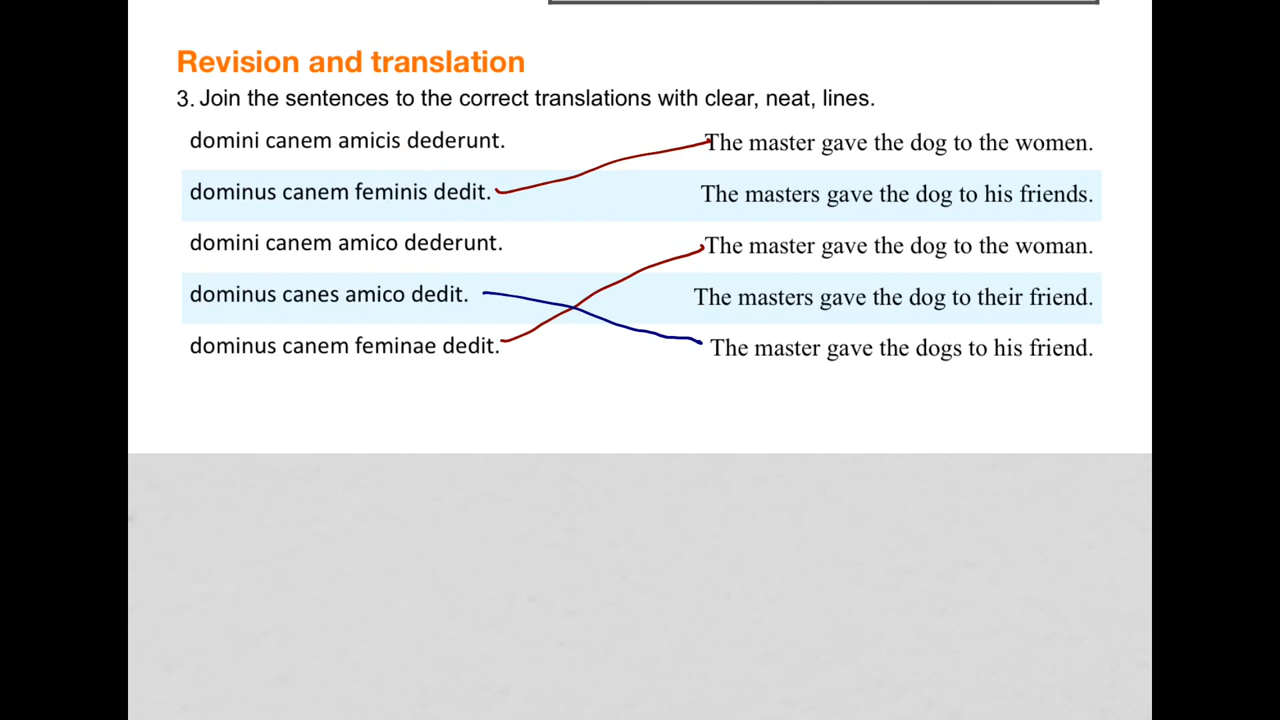 Revision and translation
3. Join the sentences to the correct translations with clear, neat, lines.
domini canem amicis dederunt. The master gave the dog to the women.
dominus canem feminis dedit. The masters gave the dog to his friends.
domini canem amico dederunt. The master gave the dog to the woman.
dominus canes amico dedit. The masters gave the dog to their friend.
dominus canem feminae dedit. The master gave the dogs to his friend.